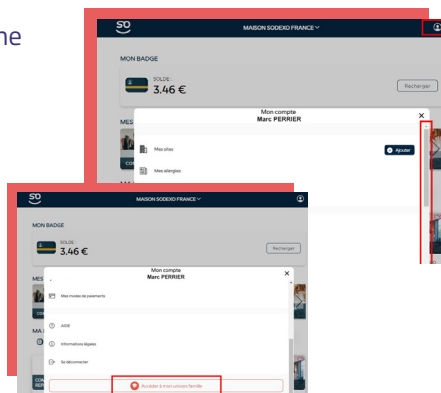 ne
so
MAISON SODEXO FRANCE
MON BADGE
SOLDE :
3.46 €
Recharger
Mon compte
Marc PERRIER
MES
Mes sites
Ajouter
Mes allergies
CON
so
MAISON SODEXO FRANCE
MON BADGE
SOLDE :
3.46 €
Recharger
Mon compte
Marc PERRIER
MES
Mes modes de paiements
AIDE
MA
Informations légales
Se déconnecter
Accéder à mon univers famille